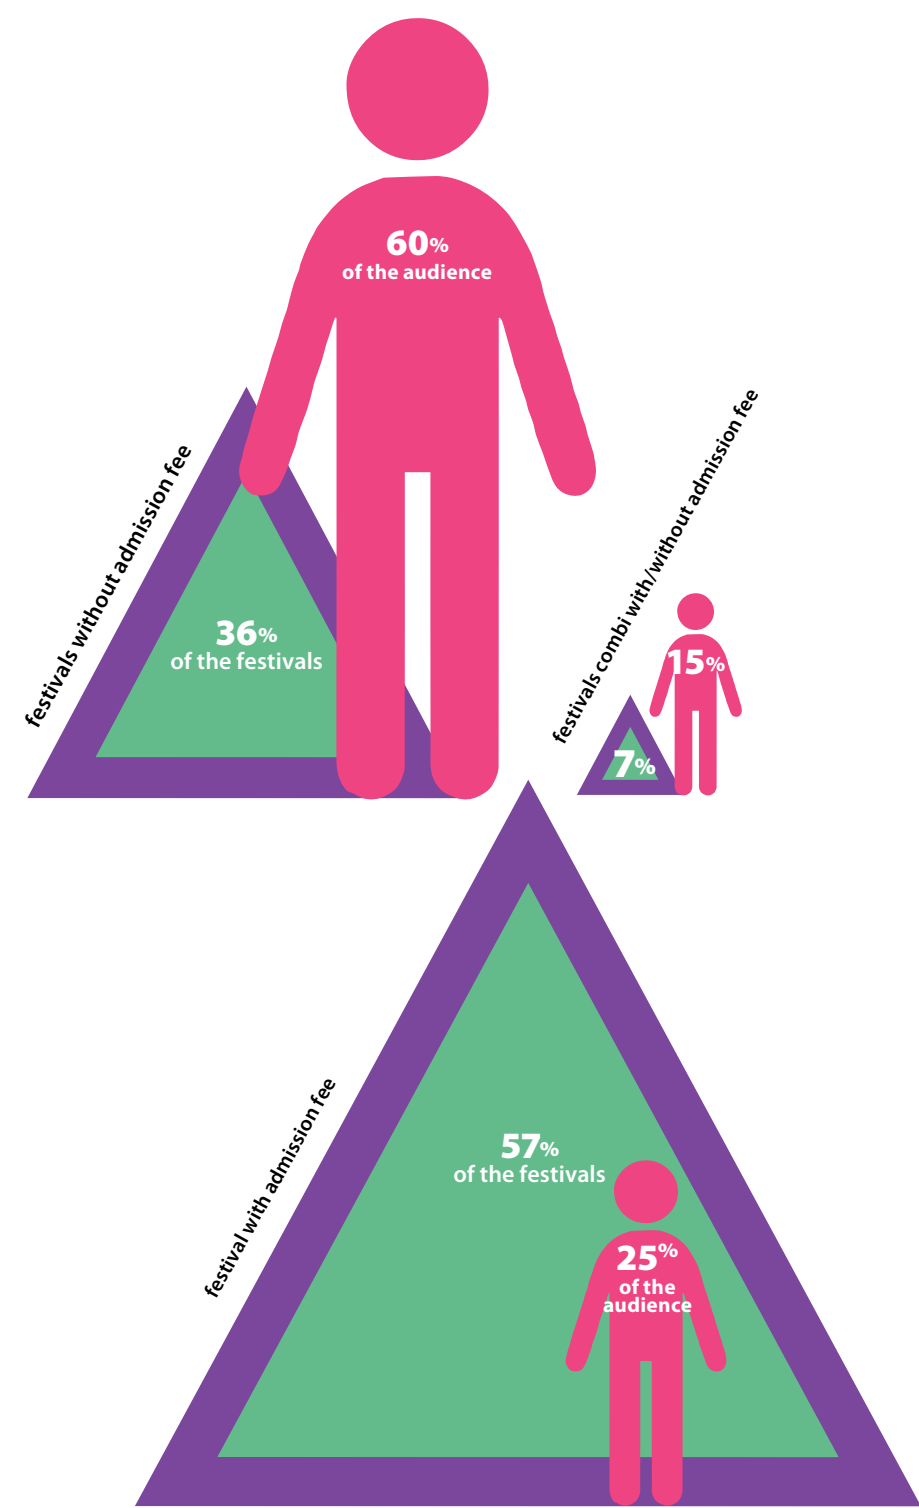 60%
of the audience
festivals without admission fee
36%
of the festivals
festivals combi with/without admission fee
15%
7%
festival with admission fee
57%
of the festivals
25%
of the
audience